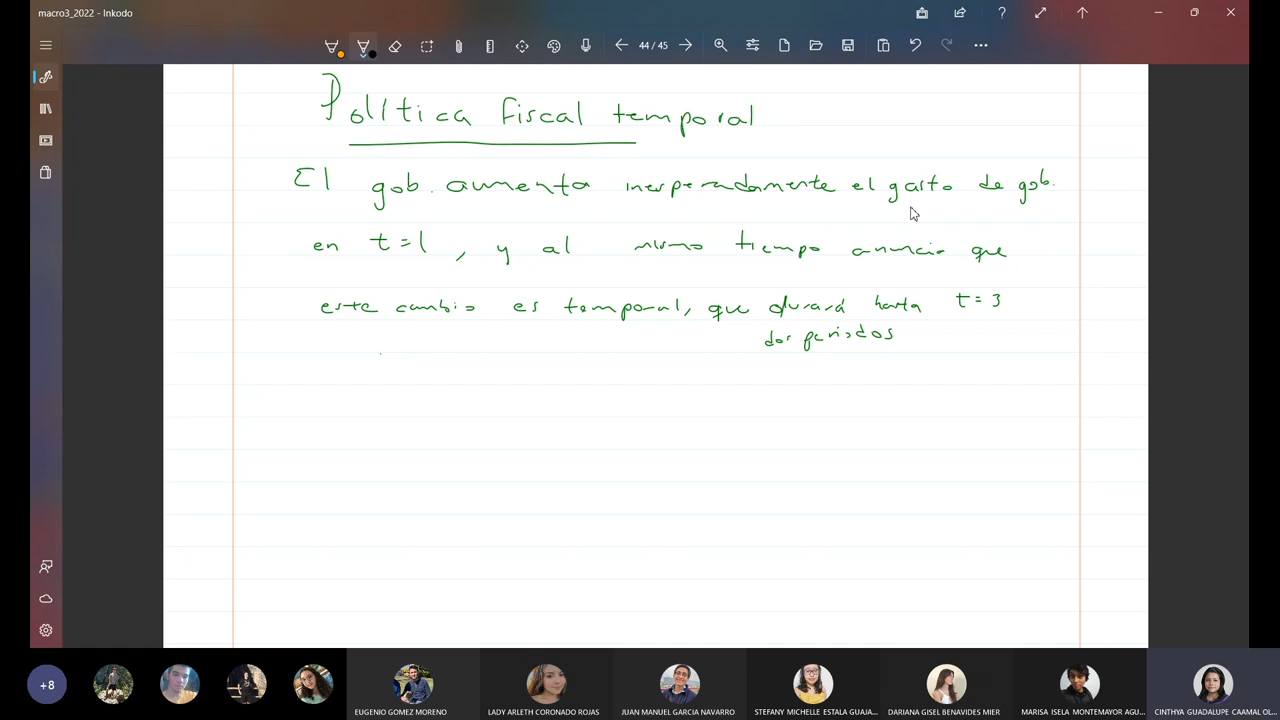 macro3_2022 - Inkodo
44 / 45
Política fiscal temporal
El gob. aumenta inesperadamente el gasto de gob.
en t=1, y al mismo tiempo anuncia que
este cambio es temporal, que durará hasta t=3
dos periodos
+8
EUGENIO GOMEZ MORENO
LADY ARLETH CORONADO ROJAS
JUAN MANUEL GARCIA NAVARRO
STEFANY MICHELLE ESTALA GUAJA...
DARIANA GISEL BENAVIDES MIER
MARISA ISELA MONTEMAYOR AGU...
CINTHYA GUADALUPE CAAMAL OL...